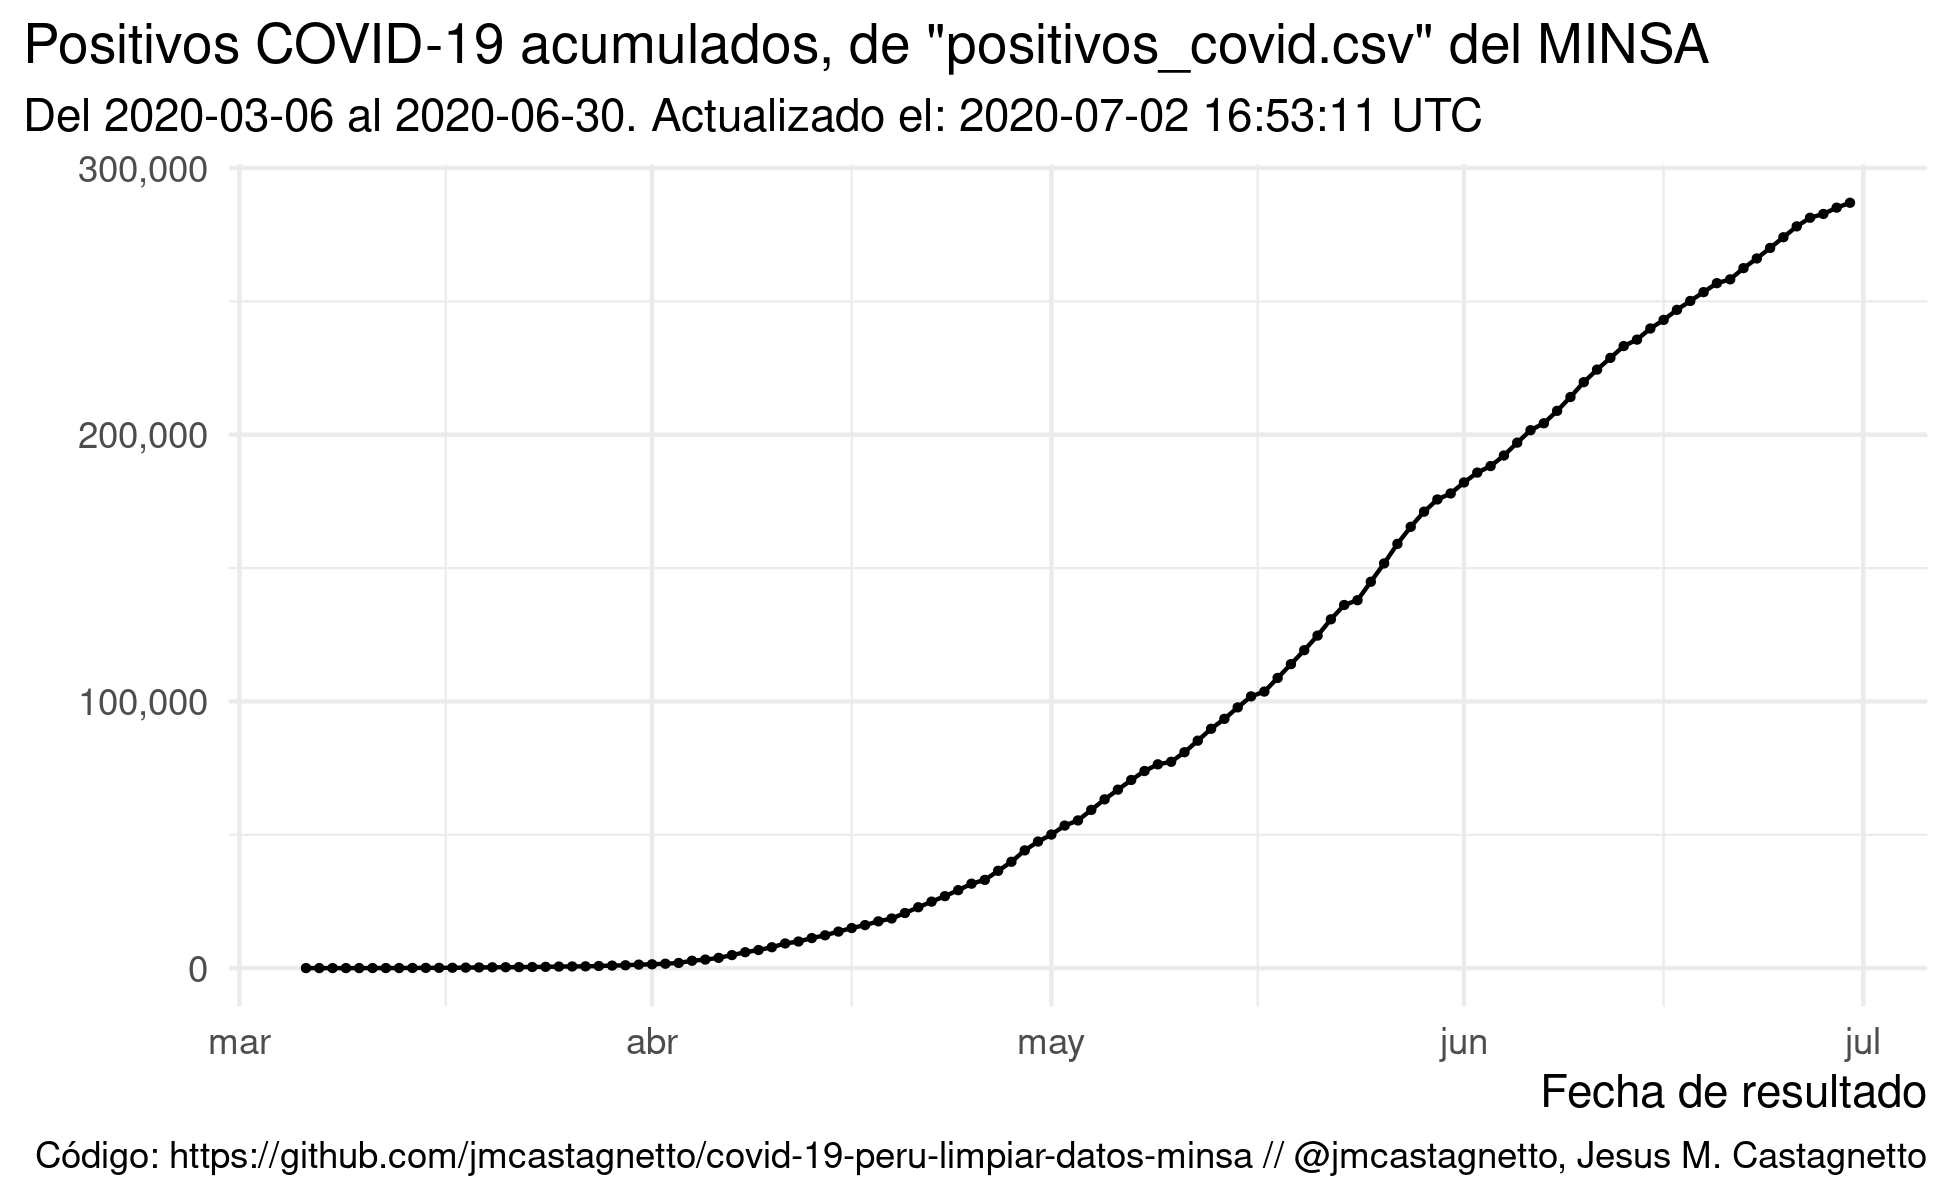 Positivos COVID-19 acumulados, de "positivos_covid.csv" del MINSA
Del 2020-03-06 al 2020-06-30. Actualizado el: 2020-07-02 16:53:11 UTC
300,000
200,000
100,000
0
mar abr may jun jul
Fecha de resultado
Código: https://github.com/jmcastagnetto/covid-19-peru-limpiar-datos-minsa // @jmcastagnetto, Jesus M. Castagnetto